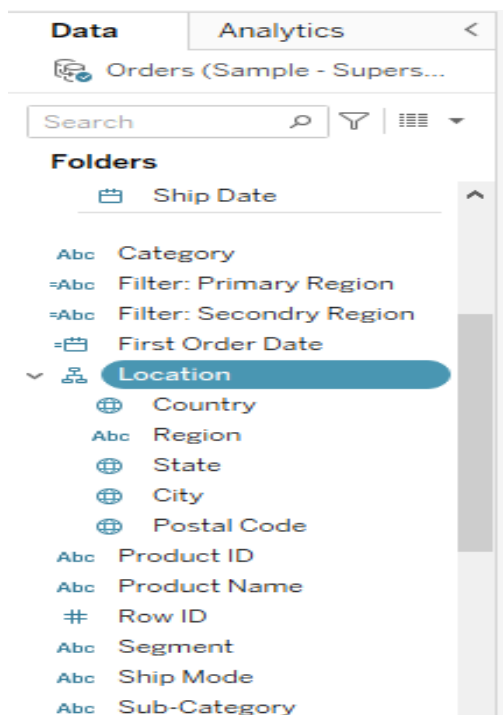 Data Analytics <
Orders (Sample - Supers...
Search
Folders
Ship Date
Abc Category
=Abc Filter: Primary Region
=Abc Filter: Secondry Region
= First Order Date
Location
Country
Abc Region
State
City
Postal Code
Abc Product ID
Abc Product Name
# Row ID
Abc Segment
Abc Ship Mode
Abc Sub-Category